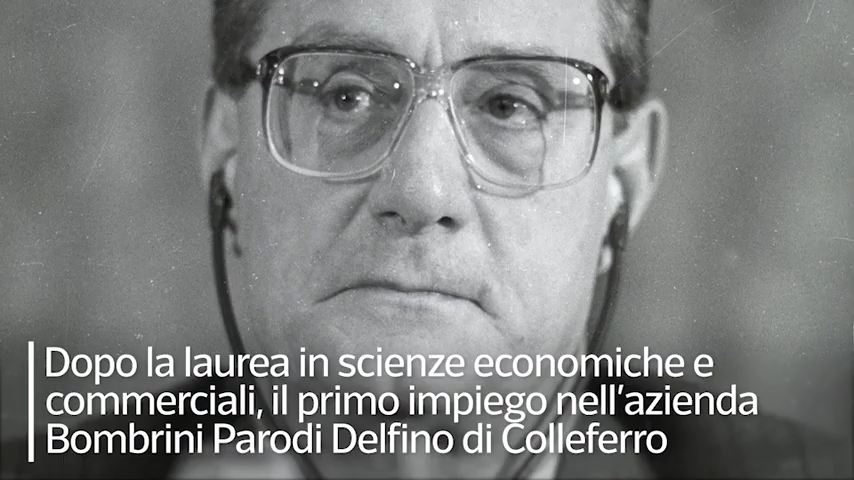 Dopo la laurea in scienze economiche e
commerciali, il primo impiego nell'azienda
Bombrini Parodi Delfino di Colleferro